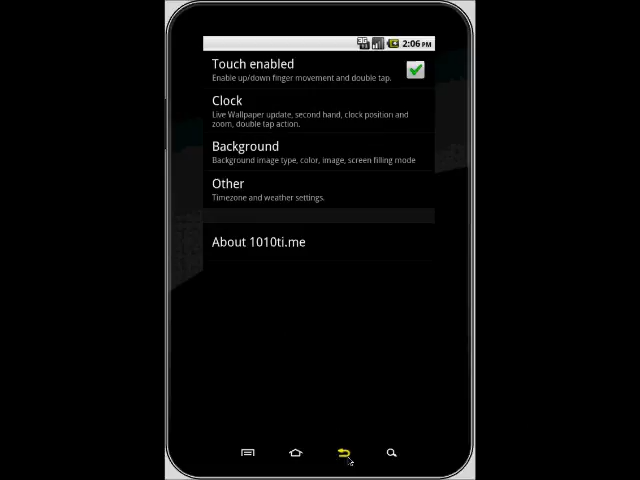 2:06 PM
Touch enabled
Enable up/down finger movement and double tap.
Clock
Live Wallpaper update, second hand, clock position and
zoom, double tap action.
Background
Background image type, color, image, screen filling mode
Other
Timezone and weather settings.
About 1010ti.me